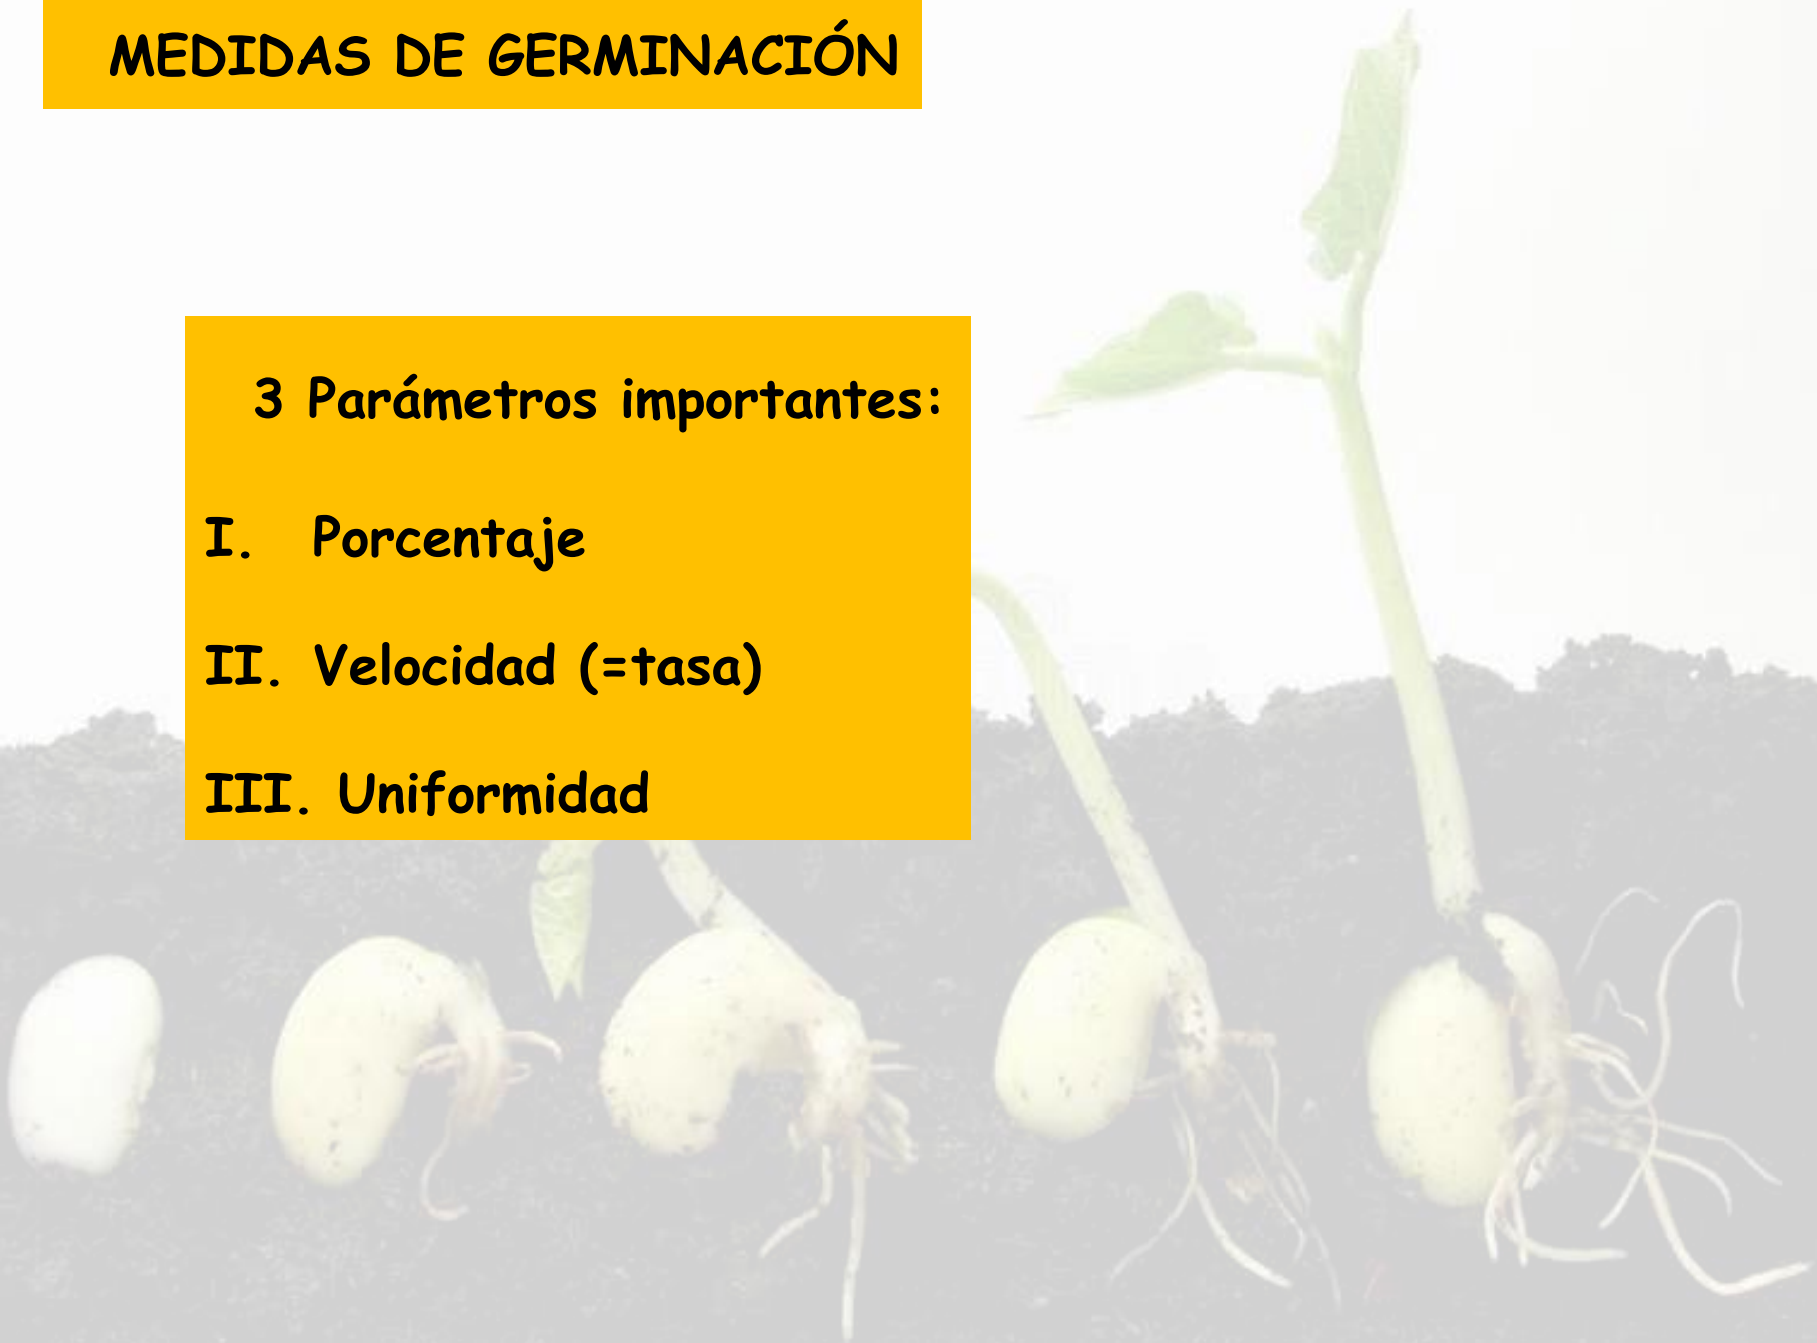 MEDIDAS DE GERMINACIÓN
3 Parámetros importantes:
I. Porcentaje
II. Velocidad (=tasa)
III. Uniformidad